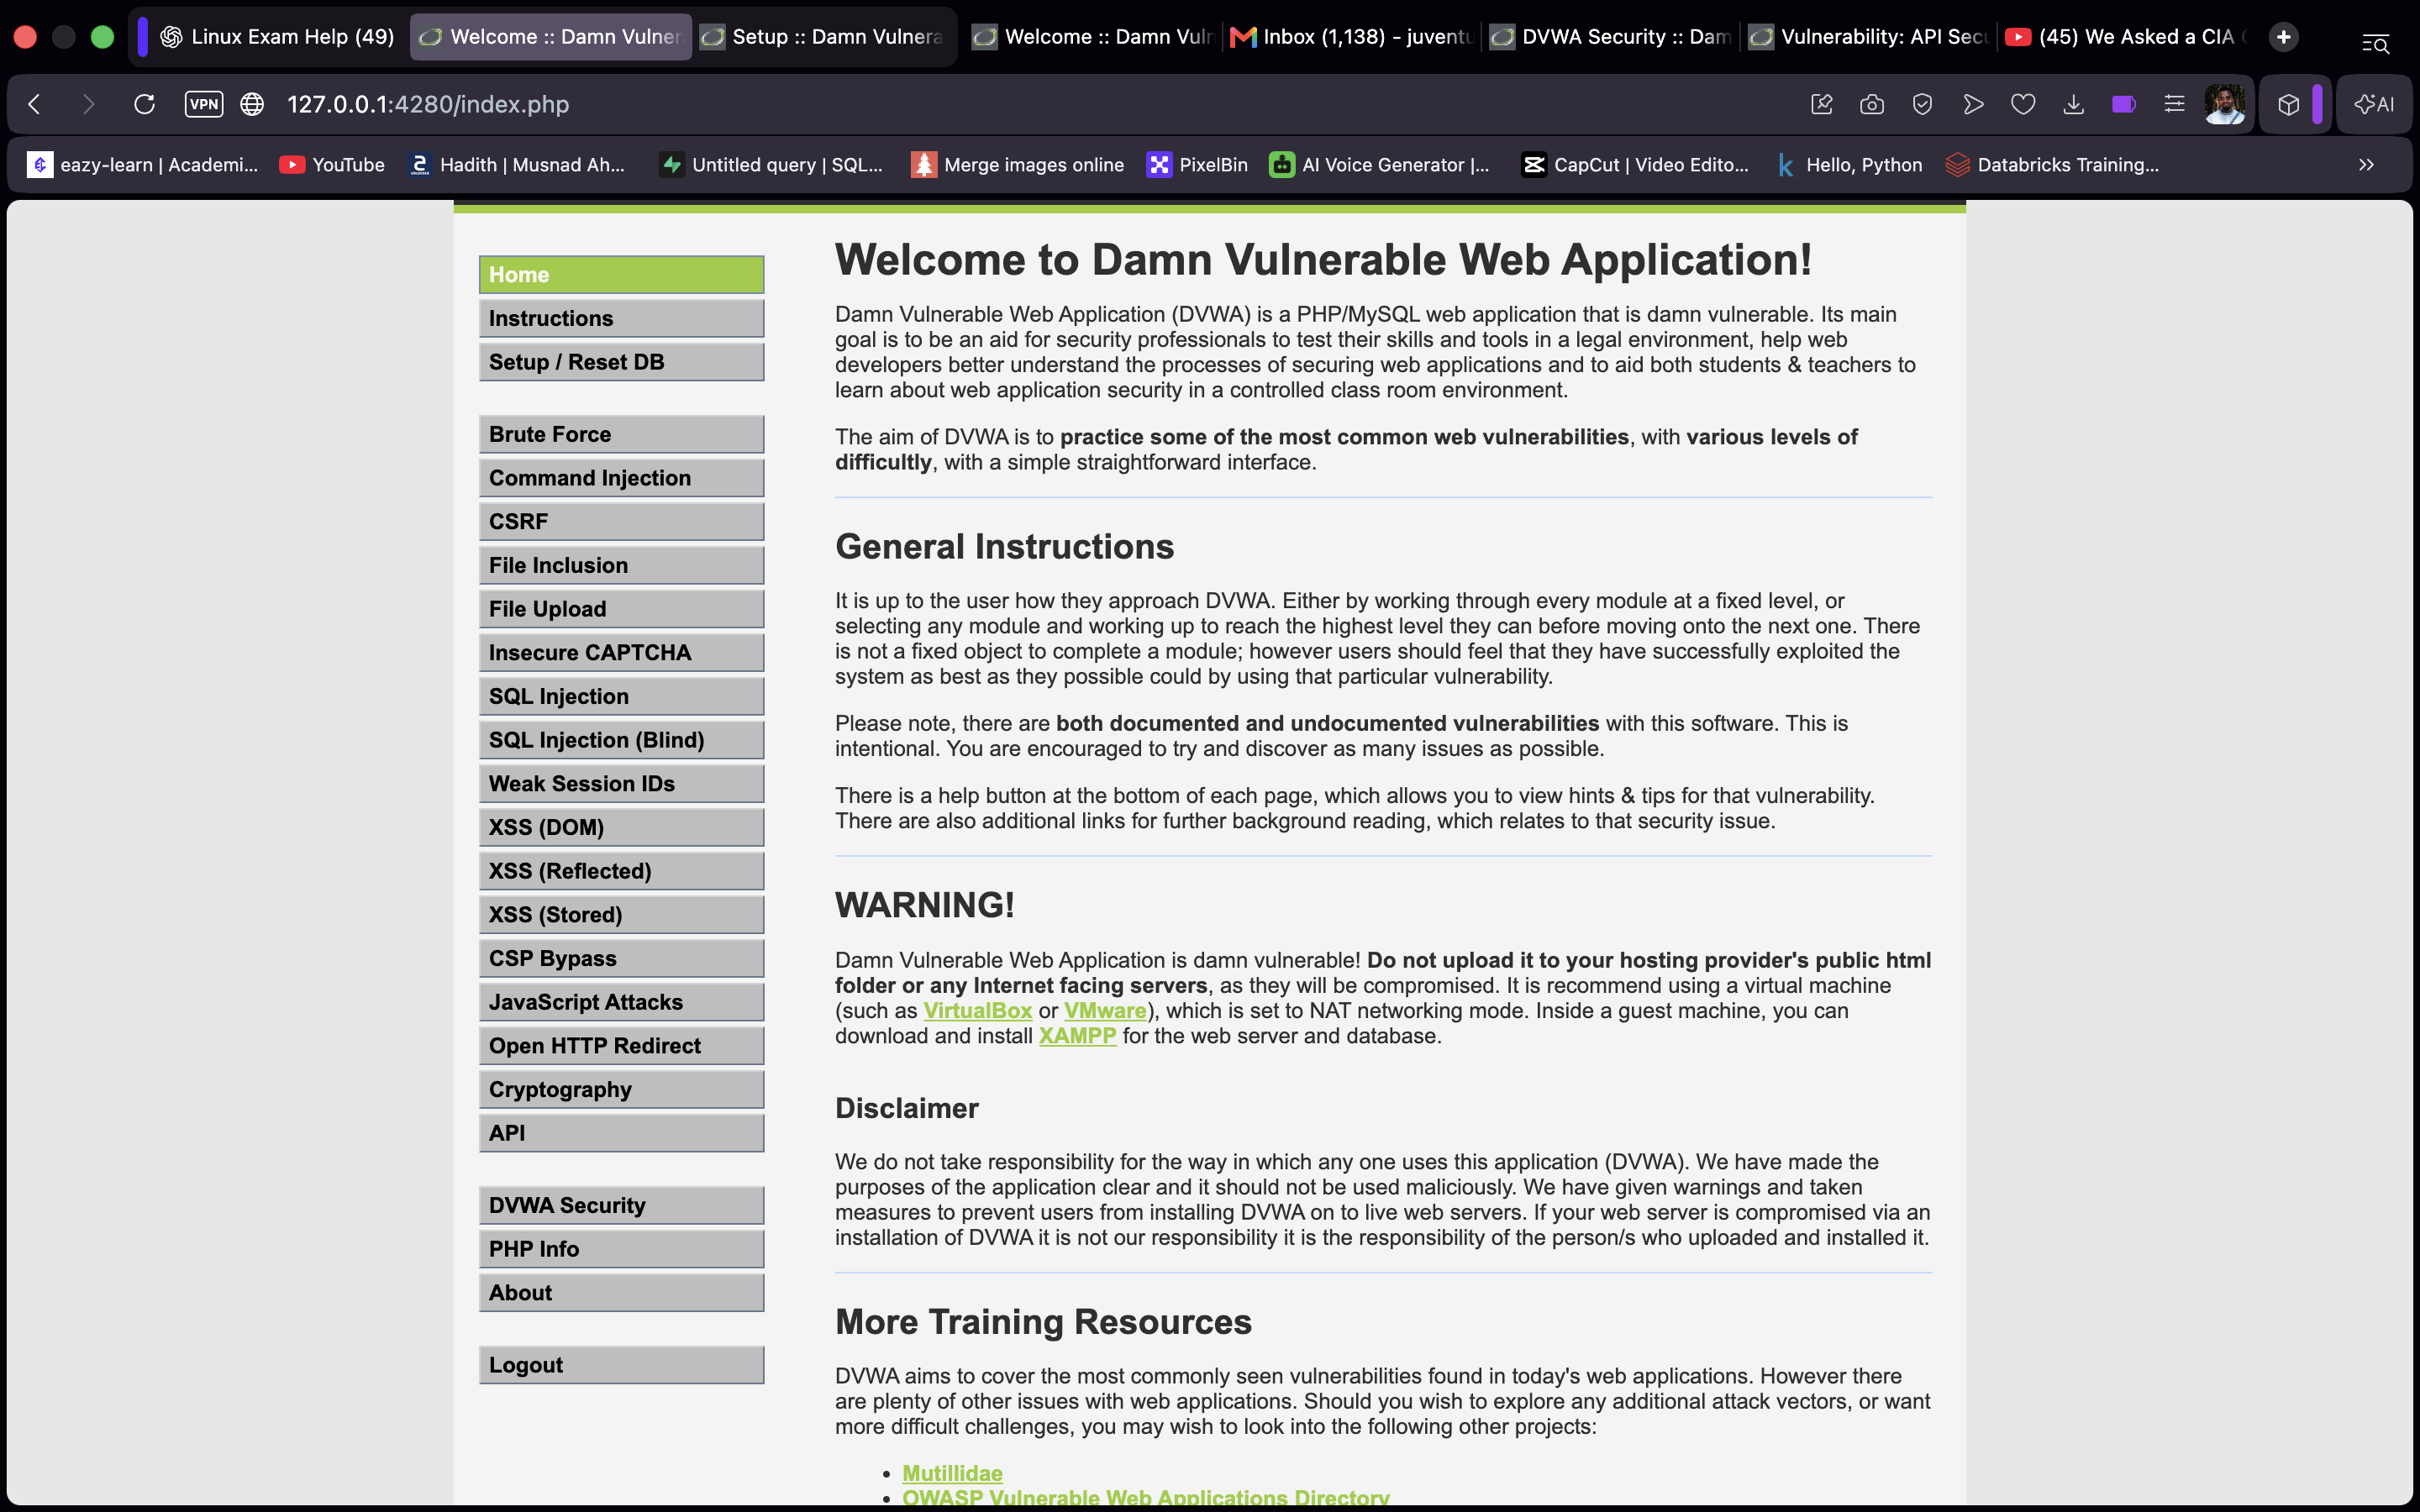 Linux Exam Help (49)
Welcome :: Damn Vulner
Setup :: Damn Vulnera
Welcome :: Damn Vuln
Inbox (1,138) - juventu
DVWA Security :: Dam
Vulnerability: API Secu
(45) We Asked a CIA
VPN
127.0.0.1:4280/index.php
AI
eazy-learn | Academi...
YouTube
Hadith | Musnad Ah...
Untitled query | SQL...
Merge images online
PixelBin
AI Voice Generator |...
CapCut | Video Edito...
Hello, Python
Databricks Training...
Home
Instructions
Setup / Reset DB
Brute Force
Command Injection
CSRF
File Inclusion
File Upload
Insecure CAPTCHA
SQL Injection
SQL Injection (Blind)
Weak Session IDs
XSS (DOM)
XSS (Reflected)
XSS (Stored)
CSP Bypass
JavaScript Attacks
Open HTTP Redirect
Cryptography
API
DVWA Security
PHP Info
About
Logout
Welcome to Damn Vulnerable Web Application!
Damn Vulnerable Web Application (DVWA) is a PHP/MySQL web application that is damn vulnerable. Its main
goal is to be an aid for security professionals to test their skills and tools in a legal environment, help web
developers better understand the processes of securing web applications and to aid both students & teachers to
learn about web application security in a controlled class room environment.
The aim of DVWA is to practice some of the most common web vulnerabilities, with various levels of
difficultly, with a simple straightforward interface.
General Instructions
It is up to the user how they approach DVWA. Either by working through every module at a fixed level, or
selecting any module and working up to reach the highest level they can before moving onto the next one. There
is not a fixed object to complete a module; however users should feel that they have successfully exploited the
system as best as they possible could by using that particular vulnerability.
Please note, there are both documented and undocumented vulnerabilities with this software. This is
intentional. You are encouraged to try and discover as many issues as possible.
There is a help button at the bottom of each page, which allows you to view hints & tips for that vulnerability.
There are also additional links for further background reading, which relates to that security issue.
WARNING!
Damn Vulnerable Web Application is damn vulnerable! Do not upload it to your hosting provider's public html
folder or any Internet facing servers, as they will be compromised. It is recommend using a virtual machine
(such as VirtualBox or VMware), which is set to NAT networking mode. Inside a guest machine, you can
download and install XAMPP for the web server and database.
Disclaimer
We do not take responsibility for the way in which any one uses this application (DVWA). We have made the
purposes of the application clear and it should not be used maliciously. We have given warnings and taken
measures to prevent users from installing DVWA on to live web servers. If your web server is compromised via an
installation of DVWA it is not our responsibility it is the responsibility of the person/s who uploaded and installed it.
More Training Resources
DVWA aims to cover the most commonly seen vulnerabilities found in today's web applications. However there
are plenty of other issues with web applications. Should you wish to explore any additional attack vectors, or want
more difficult challenges, you may wish to look into the following other projects:
• Mutillidae
• OWASP Vulnerable Web Applications Directory